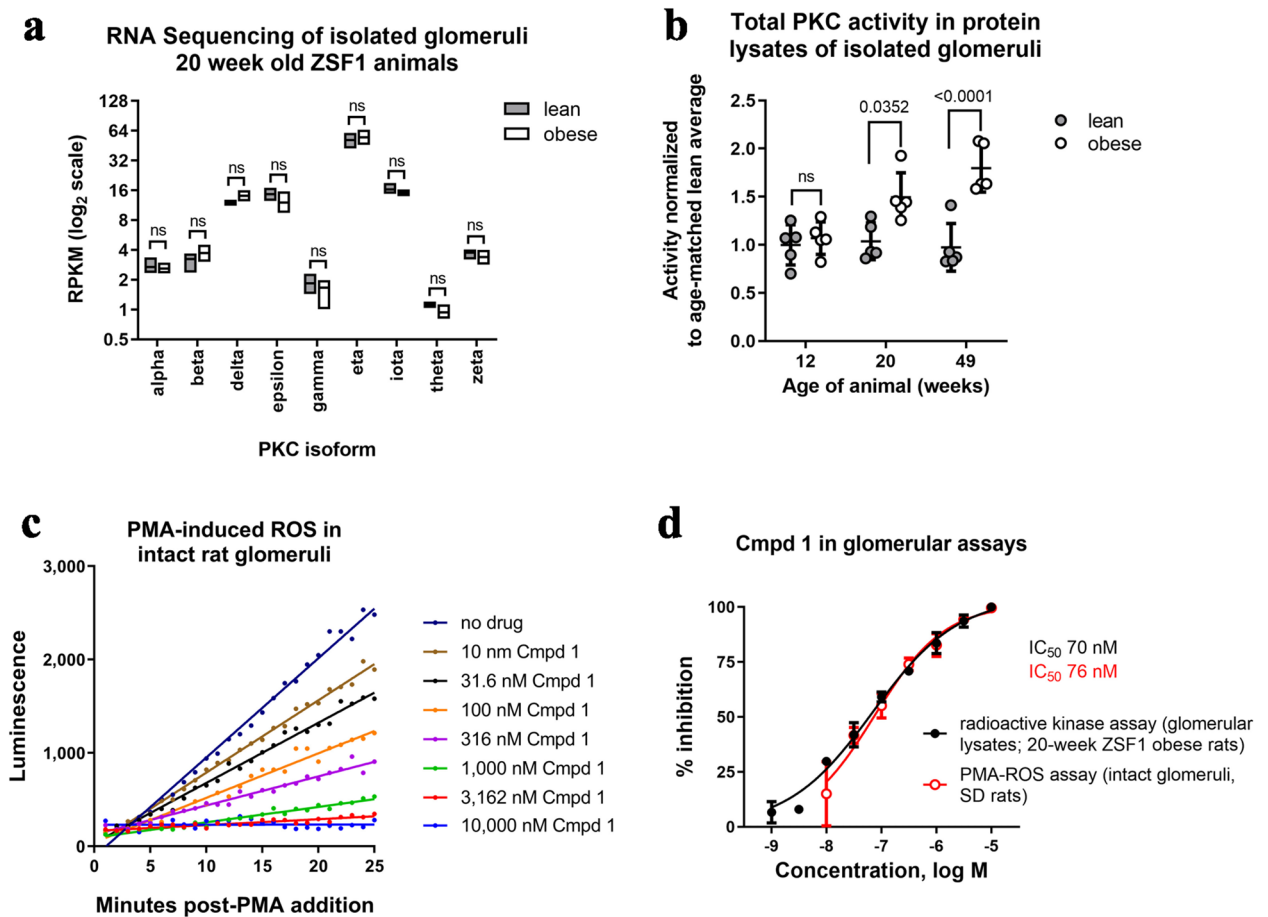 a
RNA Sequencing of isolated glomeruli
20 week old ZSF1 animals
RPKM (log2 scale)
128
64
32
16
8
4
2
1
0.5
ns
ns
ns
ns
ns
ns
ns
ns
ns
alpha
beta
delta
epsilon
gamma
eta
iota
theta
zeta
PKC isoform
lean
obese
b
Total PKC activity in protein
lysates of isolated glomeruli
Activity normalized
to age-matched lean average
2.5
2.0
1.5
1.0
0.5
0.0
ns
0.0352
<0.0001
12
20
49
Age of animal (weeks)
lean
obese
c
PMA-induced ROS in
intact rat glomeruli
Luminescence
3,000
2,000
1,000
0
0
5
10
15
20
25
Minutes post-PMA addition
no drug
10 nm Cmpd 1
31.6 nM Cmpd 1
100 nM Cmpd 1
316 nM Cmpd 1
1,000 nM Cmpd 1
3,162 nM Cmpd 1
10,000 nM Cmpd 1
d
Cmpd 1 in glomerular assays
% inhibition
100
75
50
25
0
-9
-8
-7
-6
-5
Concentration, log M
IC50 70 nM
IC50 76 nM
radioactive kinase assay (glomerular
lysates; 20-week ZSF1 obese rats)
PMA-ROS assay (intact glomeruli,
SD rats)